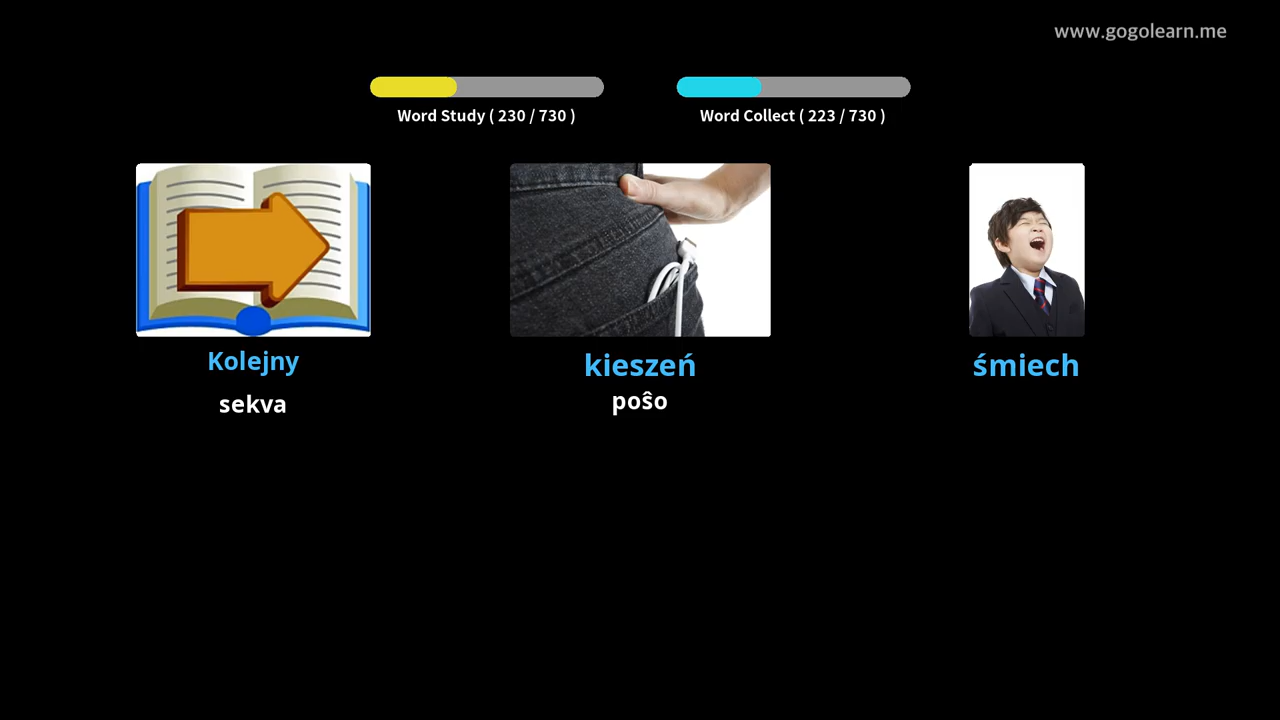 www.gogolearn.me
Word Study ( 230 / 730 )
Word Collect ( 223 / 730 )
Kolejny
sekva
kieszeń
poŝo
śmiech